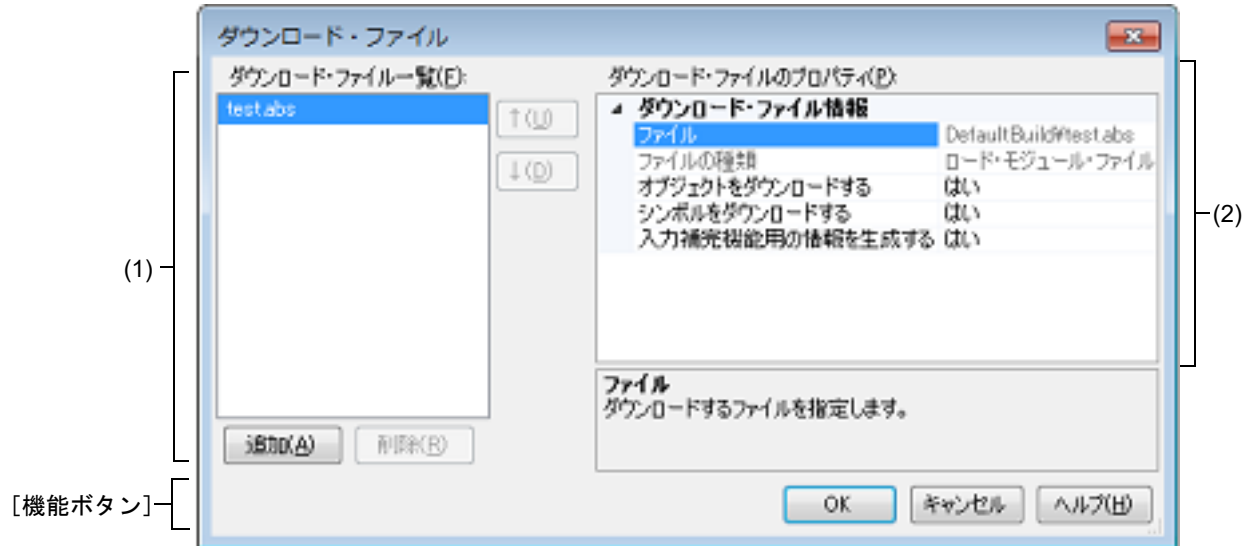 ダウンロード・ファイル
ダウンロード・ファイル一覧(F):
test.abs
↑(U)
↓(D)
追加(A)
削除(R)
(1)
ダウンロード・ファイルのプロパティ(P):
ダウンロード・ファイル情報
ファイル DefaultBuild¥test.abs
ファイルの種類 ロード・モジュール・ファイル
オブジェクトをダウンロードする はい
シンボルをダウンロードする はい
入力補完機能用の情報を生成する はい
(2)
ファイル
ダウンロードするファイルを指定します。
[機能ボタン]
OK キャンセル ヘルプ(H)